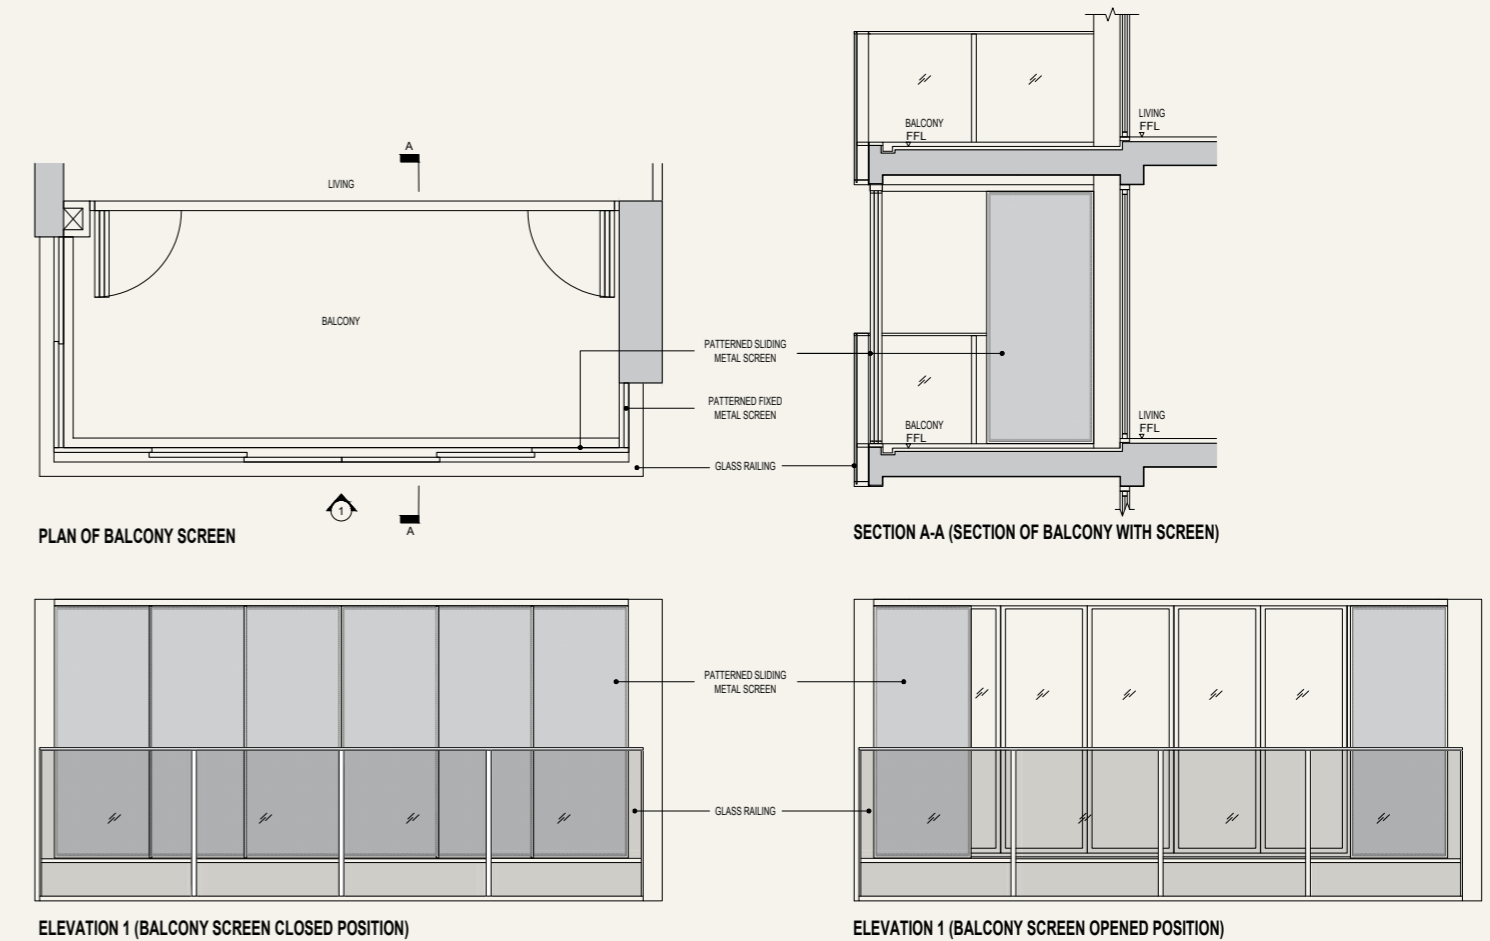 A
LIVING
BALCONY
A
1
PLAN OF BALCONY SCREEN
PATTERNED SLIDING
METAL SCREEN
PATTERNED FIXED
METAL SCREEN
GLASS RAILING
BALCONY
FFL
LIVING
FFL
BALCONY
FFL
LIVING
FFL
SECTION A-A (SECTION OF BALCONY WITH SCREEN)
PATTERNED SLIDING
METAL SCREEN
GLASS RAILING
ELEVATION 1 (BALCONY SCREEN CLOSED POSITION)
ELEVATION 1 (BALCONY SCREEN OPENED POSITION)